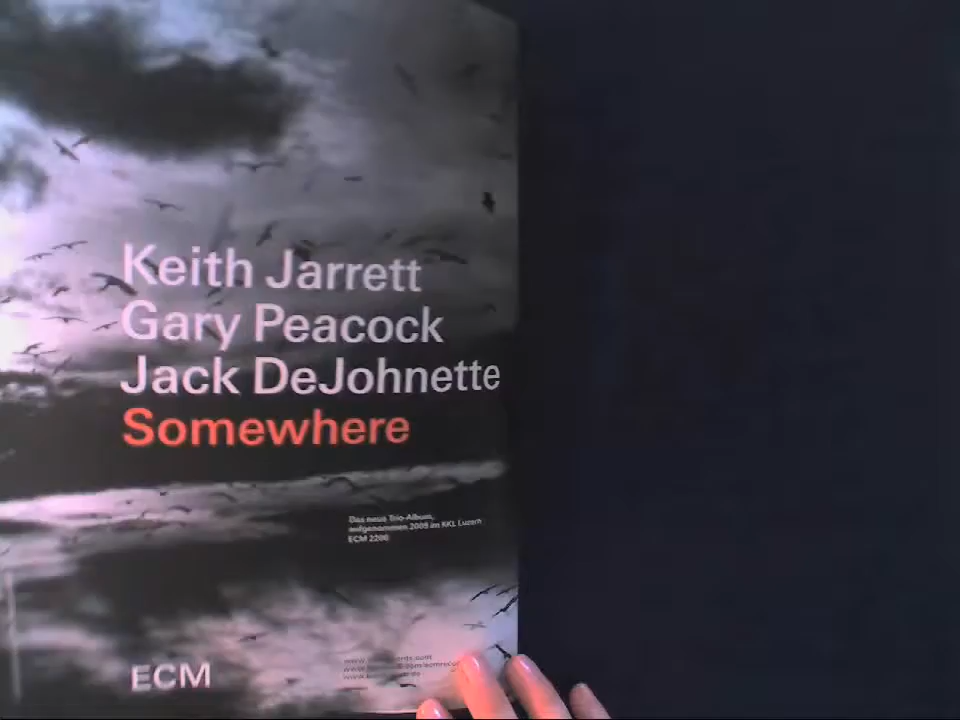 Keith Jarrett
Gary Peacock
Jack DeJohnette
Somewhere
Das neue Trio-Album,
aufgenommen 2009 im KKL Luzern
ECM 2200
ECM